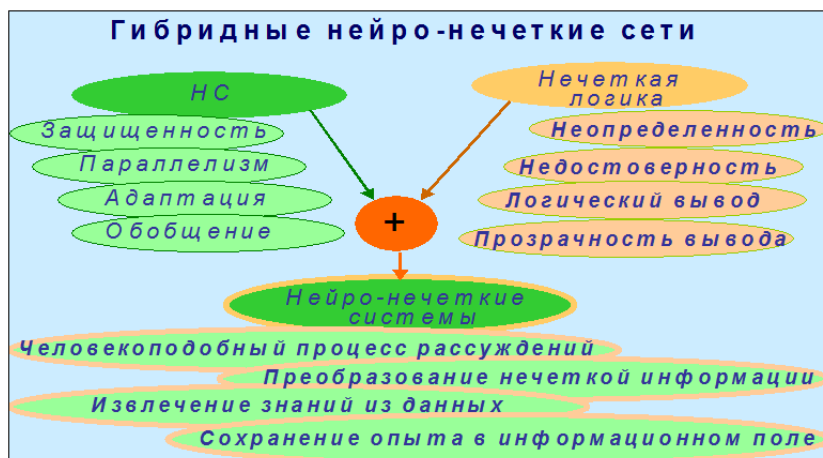 Гибридные нейро-нечеткие сети
НС
Защищенность
Параллелизм
Адаптация
Обобщение
Нечеткая
логика
Неопределенность
Недостоверность
Логический вывод
Прозрачность вывода
+
Нейро-нечеткие
системы
Человекоподобный процесс рассуждений
Преобразование нечеткой информации
Извлечение знаний из данных
Сохранение опыта в информационном поле